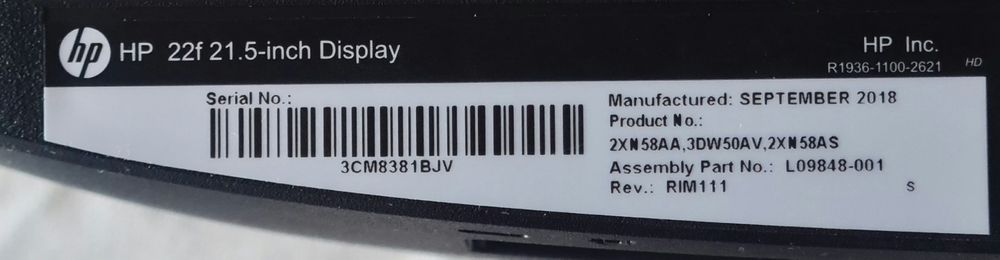 hp HP 22f 21.5-inch Display
HP Inc.
R1936-1100-2621
HD
Serial No.:
3CM8381BJV
Manufactured: SEPTEMBER 2018
Product No.:
2XN58AA,3DW50AV,2XN58AS
Assembly Part No.: L09848-001
Rev.: RIM111
S